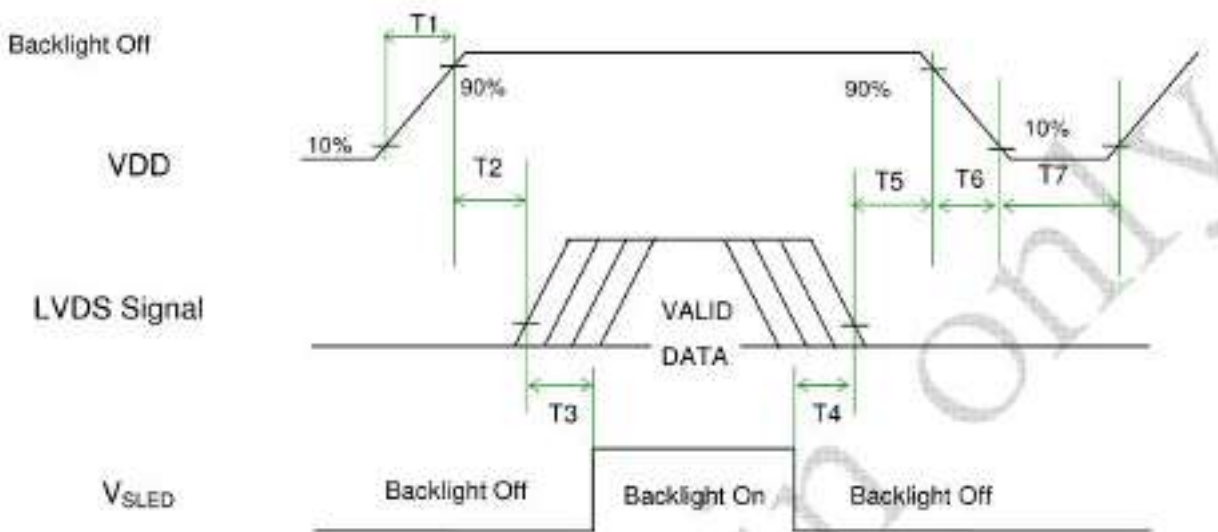 T1
Backlight Off
90%
90%
10%
10%
VDD
T2
T5
T6
T7
LVDS Signal
VALID
DATA
T3
T4
VSLED
Backlight Off
Backlight On
Backlight Off
only